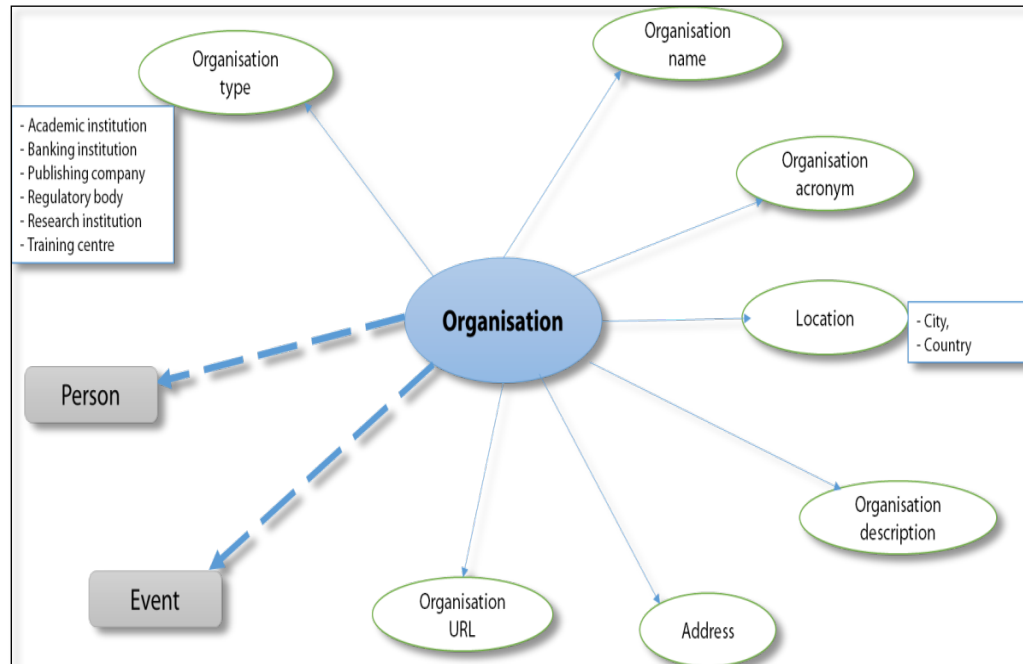 Organisation
type
- Academic institution
- Banking institution
- Publishing company
- Regulatory body
- Research institution
- Training centre
Organisation
name
Organisation
acronym
Organisation
Location
- City,
- Country
Person
Event
Organisation
description
Organisation
URL
Address